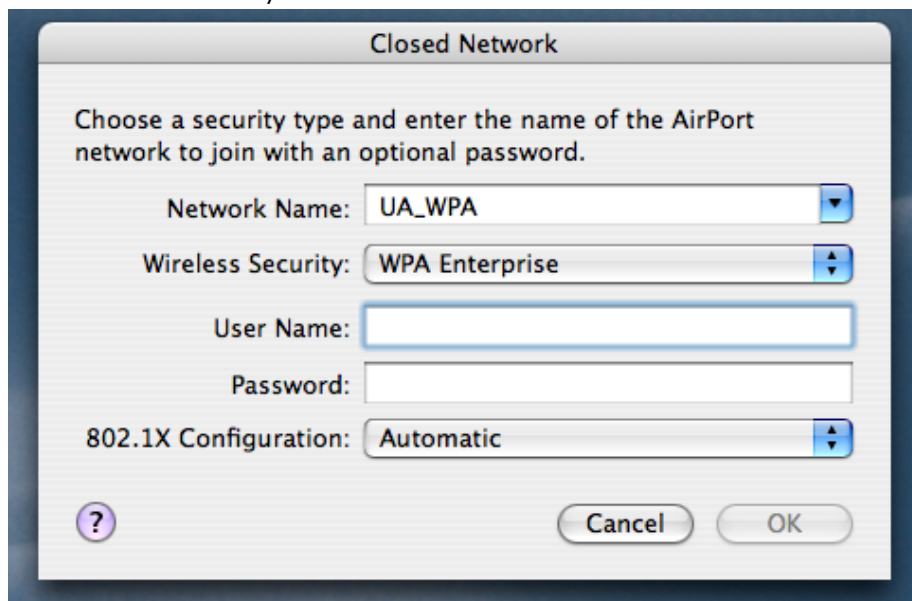 Closed Network
Choose a security type and enter the name of the AirPort
network to join with an optional password.
Network Name: UA_WPA
Wireless Security: WPA Enterprise
User Name:
Password:
802.1X Configuration: Automatic
? Cancel OK